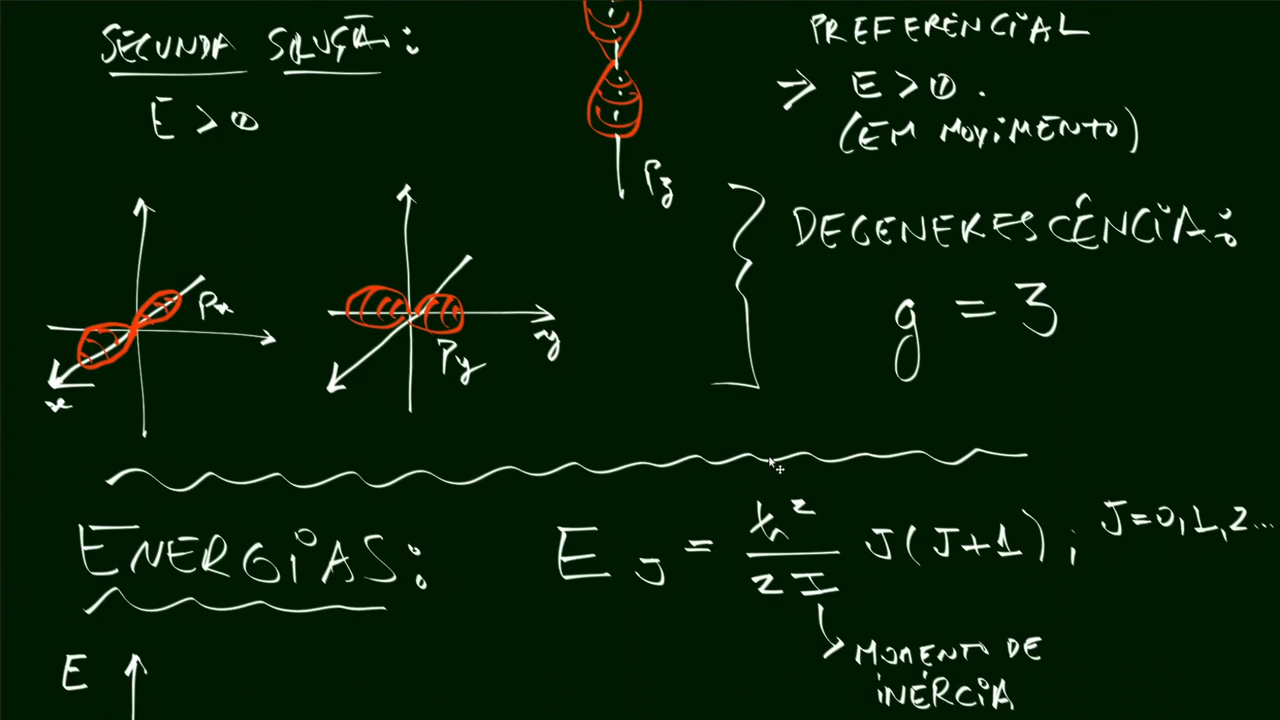 SEGUNDA SOLUÇÃO:
E > 0
PREFERENCIAL
→ E > 0.
(EM MOVIMENTO)
Pz
DEGENERESCÊNCIA:
g = 3
Px
x
Py
y
ENERGIAS:
E_J = ħ²/2I J(J+1); J=0,1,2...
MOMENTO DE
INÉRCIA
E